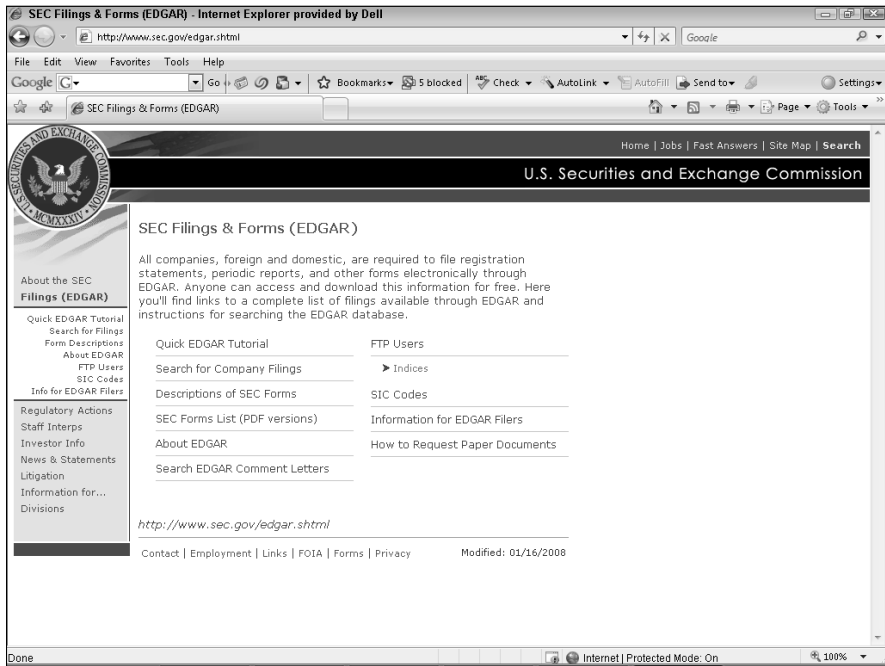 SEC Filings & Forms (EDGAR) - Internet Explorer provided by Dell
http://www.sec.gov/edgar.shtml
Google
File Edit View Favorites Tools Help
Google G Go Bookmarks 5 blocked ABC Check AutoLink AutoFill Send to Settings
SEC Filings & Forms (EDGAR) Page Tools
U.S. SECURITIES AND EXCHANGE COMMISSION
MCMXXXIV
Home | Jobs | Fast Answers | Site Map | Search
U.S. Securities and Exchange Commission
About the SEC
Filings (EDGAR)
Quick EDGAR Tutorial
Search for Filings
Form Descriptions
About EDGAR
FTP Users
SIC Codes
Info for EDGAR Filers
Regulatory Actions
Staff Interps
Investor Info
News & Statements
Litigation
Information for...
Divisions
SEC Filings & Forms (EDGAR)
All companies, foreign and domestic, are required to file registration
statements, periodic reports, and other forms electronically through
EDGAR. Anyone can access and download this information for free. Here
you'll find links to a complete list of filings available through EDGAR and
instructions for searching the EDGAR database.
Quick EDGAR Tutorial
Search for Company Filings
Descriptions of SEC Forms
SEC Forms List (PDF versions)
About EDGAR
Search EDGAR Comment Letters
FTP Users
Indices
SIC Codes
Information for EDGAR Filers
How to Request Paper Documents
http://www.sec.gov/edgar.shtml
Contact | Employment | Links | FOIA | Forms | Privacy Modified: 01/16/2008
Done Internet | Protected Mode: On 100%